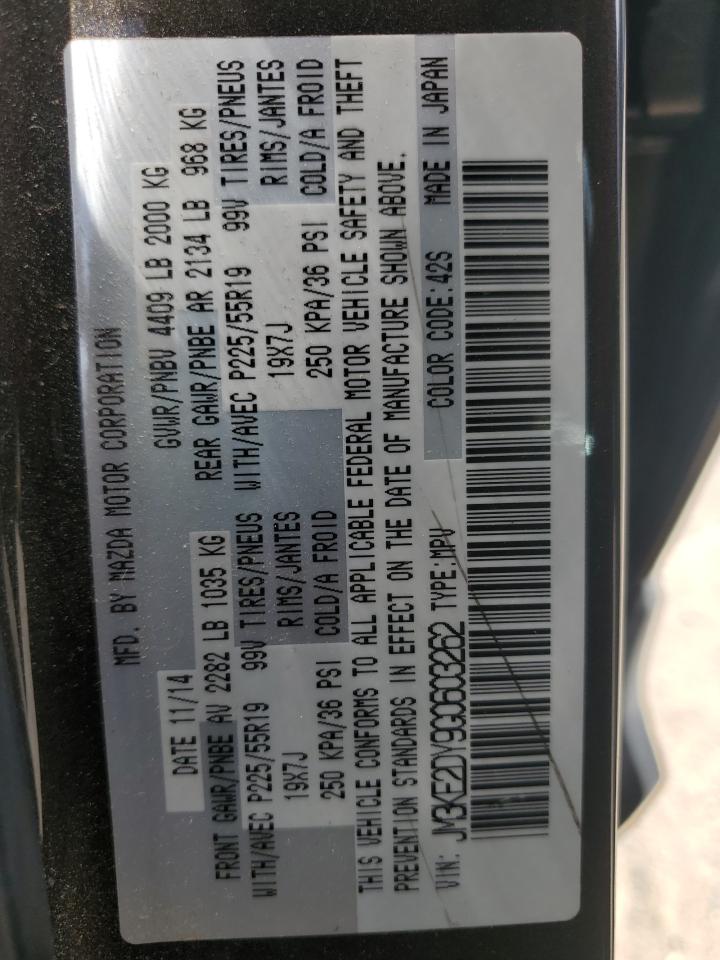 MFD. BY MAZDA MOTOR CORPORATION
DATE 11/14 GVWR/PNBV 4409 LB 2000 KG
FRONT GAWR/PNBE AV 2282 LB 1035 KG REAR GAWR/PNBE AR 2134 LB 968 KG
WITH/AVEC P225/55R19 99V TIRES/PNEUS WITH/AVEC P225/55R19 99V TIRES/PNEUS
19X7J RIMS/JANTES 19X7J RIMS/JANTES
250 KPA/36 PSI COLD/A FROID 250 KPA/36 PSI COLD/A FROID
THIS VEHICLE CONFORMS TO ALL APPLICABLE FEDERAL MOTOR VEHICLE SAFETY AND THEFT
PREVENTION STANDARDS IN EFFECT ON THE DATE OF MANUFACTURE SHOWN ABOVE.
VIN: JM3KE2DY9G0603262 TYPE:MPV COLOR CODE:42S MADE IN JAPAN